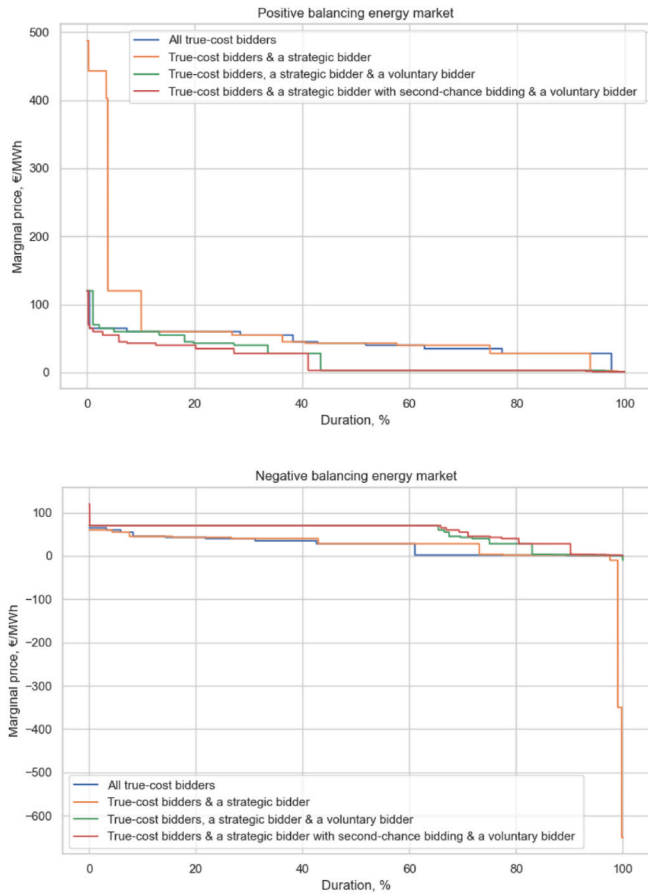 Positive balancing energy market
500
400
300
200
100
0
Marginal price, €/MWh
All true-cost bidders
True-cost bidders & a strategic bidder
True-cost bidders, a strategic bidder & a voluntary bidder
True-cost bidders & a strategic bidder with second-chance bidding & a voluntary bidder
0 20 40 60 80 100
Duration, %
Negative balancing energy market
100
0
−100
−200
−300
−400
−500
−600
Marginal price, €/MWh
All true-cost bidders
True-cost bidders & a strategic bidder
True-cost bidders, a strategic bidder & a voluntary bidder
True-cost bidders & a strategic bidder with second-chance bidding & a voluntary bidder
0 20 40 60 80 100
Duration, %